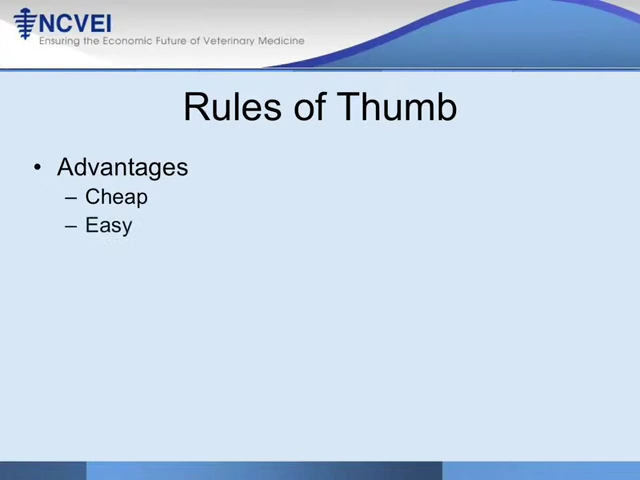 NCVEI
Ensuring the Economic Future of Veterinary Medicine
Rules of Thumb
• Advantages
– Cheap
– Easy